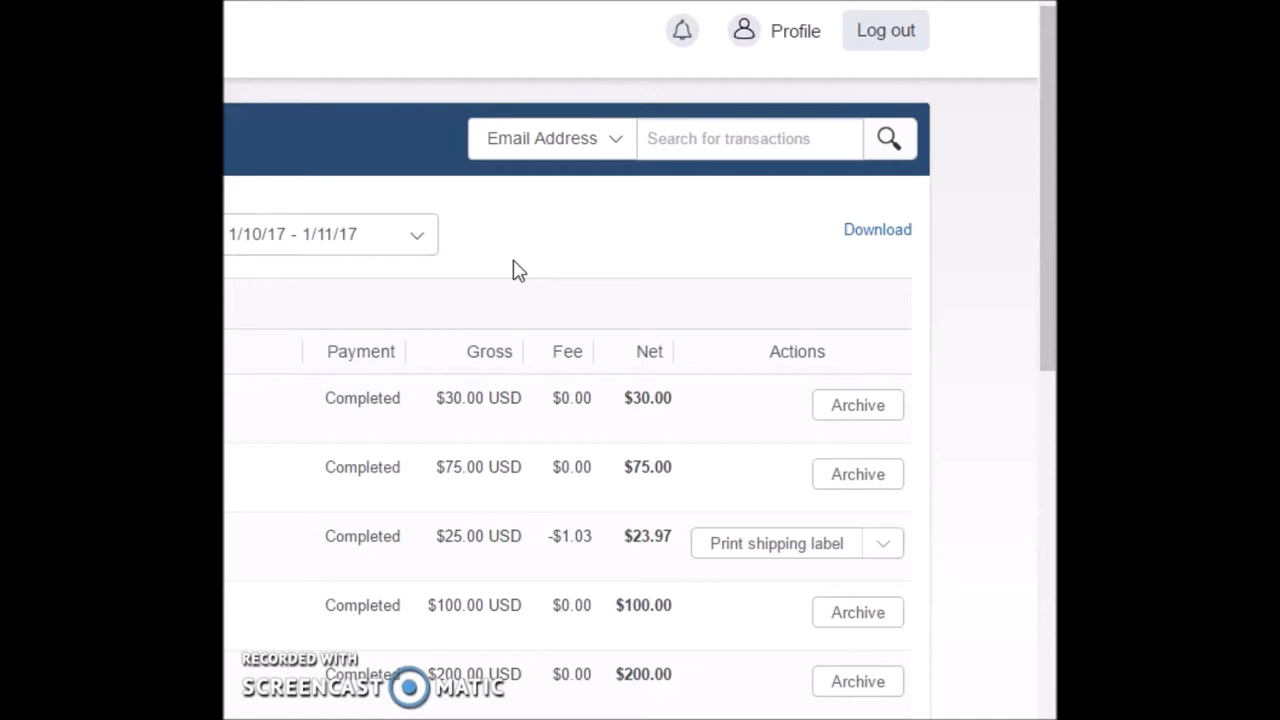 Profile Log out
Email Address Search for transactions
1/10/17 - 1/11/17 Download
Payment Gross Fee Net Actions
Completed $30.00 USD $0.00 $30.00 Archive
Completed $75.00 USD $0.00 $75.00 Archive
Completed $25.00 USD -$1.03 $23.97 Print shipping label
Completed $100.00 USD $0.00 $100.00 Archive
RECORDED WITH
Completed $200.00 USD $0.00 $200.00 Archive
SCREENCAST MATIC